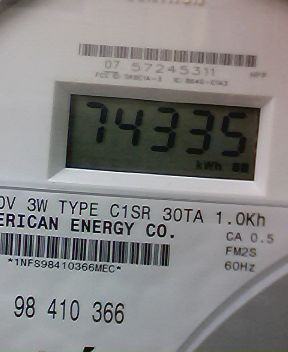 07 57245311
74335
kWh
0V 3W TYPE C1SR 30TA 1.0Kh
ERICAN ENERGY CO.
CA 0.5
FM2S
*1NFS98410366MEC*
60Hz
98 410 366